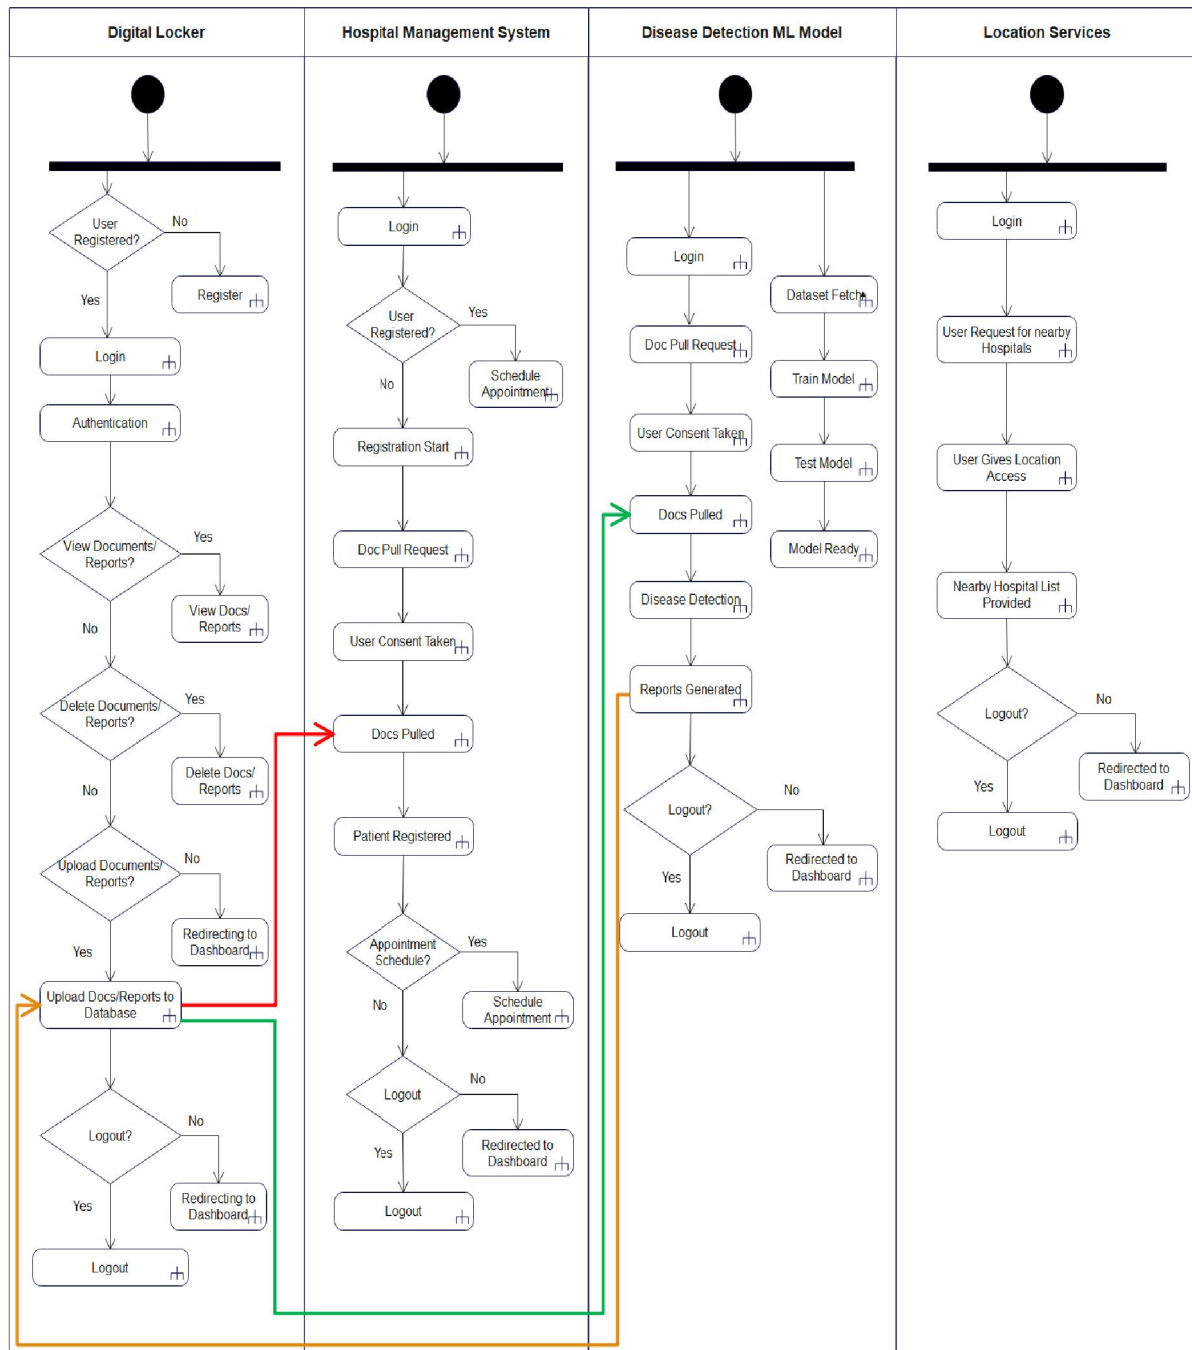 Digital Locker
Hospital Management System
Disease Detection ML Model
Location Services
User
Registered?
No
Register
Yes
Login
Authentication
View Documents/
Reports?
Yes
View Docs/
Reports
No
Delete Documents/
Reports?
Yes
Delete Docs/
Reports
No
Upload Documents/
Reports?
No
Redirecting to
Dashboard
Yes
Upload Docs/Reports to
Database
Logout?
No
Redirecting to
Dashboard
Yes
Logout
Login
User
Registered?
Yes
Schedule
Appointment
No
Registration Start
Doc Pull Request
User Consent Taken
Docs Pulled
Patient Registered
Appointment
Schedule?
Yes
Schedule
Appointment
No
Logout
No
Redirected to
Dashboard
Yes
Logout
Login
Doc Pull Request
User Consent Taken
Docs Pulled
Disease Detection
Reports Generated
Logout?
No
Redirected to
Dashboard
Yes
Logout
Dataset Fetch
Train Model
Test Model
Model Ready
Login
User Request for nearby
Hospitals
User Gives Location
Access
Nearby Hospital List
Provided
Logout?
No
Redirected to
Dashboard
Yes
Logout